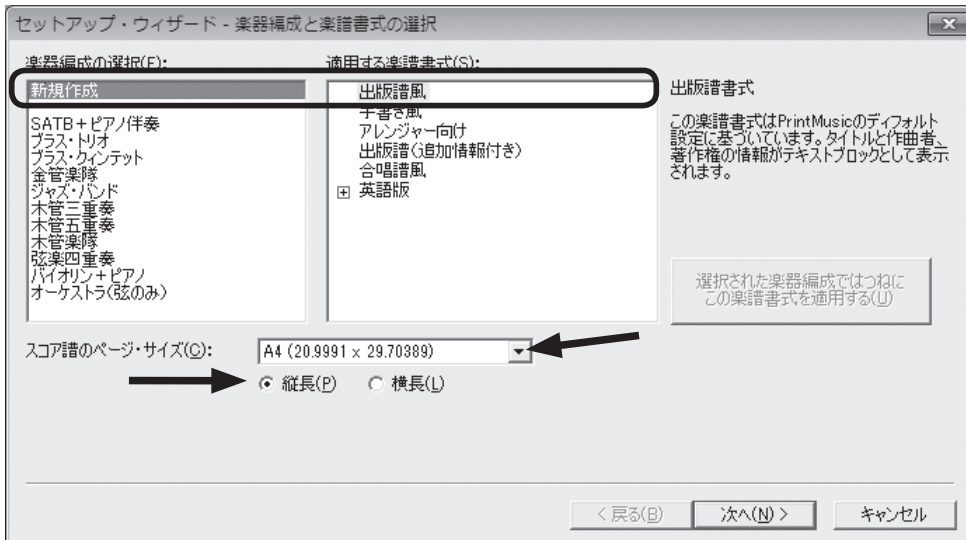 セットアップ・ウィザード - 楽器編成と楽譜書式の選択
楽器編成の選択(E):
新規作成
SATB+ピアノ伴奏
ブラス・トリオ
ブラス・クィンテット
金管楽隊
ジャズ・バンド
木管三重奏
木管五重奏
木管楽隊
弦楽四重奏
バイオリン+ピアノ
オーケストラ(弦のみ)
適用する楽譜書式(S):
出版譜風
手書き風
アレンジャー向け
出版譜(追加情報付き)
合唱譜風
英語版
出版譜書式
この楽譜書式はPrintMusicのディフォルト
設定に基づいています。タイトルと作曲者、
著作権の情報がテキストブロックとして表示
されます。
選択された楽器編成ではつねに
この楽譜書式を適用する(U)
スコア譜のページ・サイズ(C):
A4 (20.9991 x 29.70389)
縦長(P)
横長(L)
< 戻る(B)
次へ(N) >
キャンセル